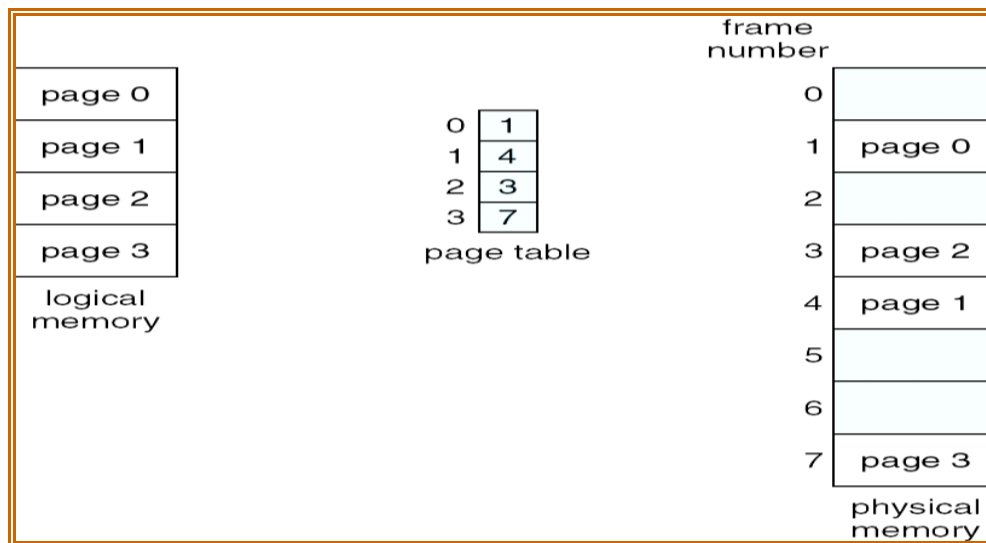 page 0
page 1
page 2
page 3
logical
memory
0 1
1 4
2 3
3 7
page table
frame
number
0
1 page 0
2
3 page 2
4 page 1
5
6
7 page 3
physical
memory